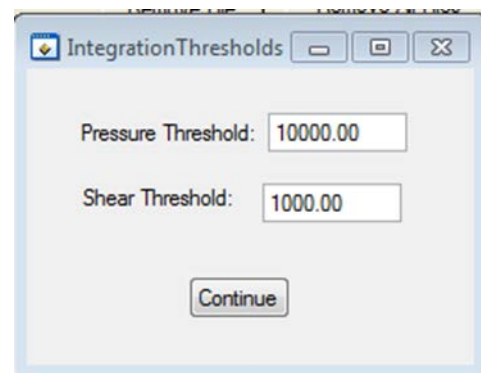 IntegrationThresholds
Pressure Threshold: 10000.00
Shear Threshold: 1000.00
Continue